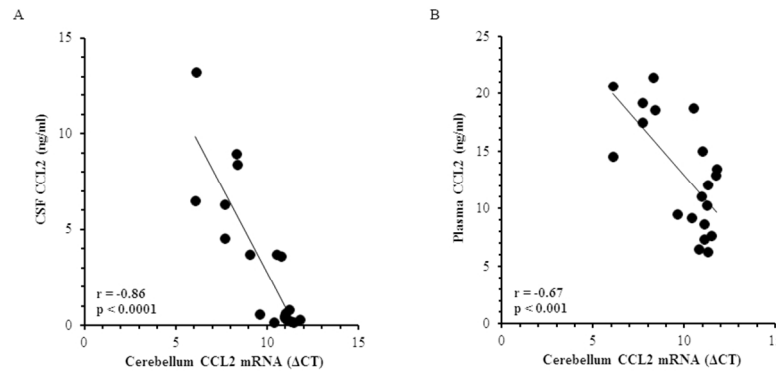 A
15
10
5
0
CSF CCL2 (ng/ml)
r = -0.86
p < 0.0001
0
5
10
15
Cerebellum CCL2 mRNA (ΔCT)
B
25
20
15
10
5
0
Plasma CCL2 (ng/ml)
r = -0.67
p < 0.001
0
5
10
15
Cerebellum CCL2 mRNA (ΔCT)